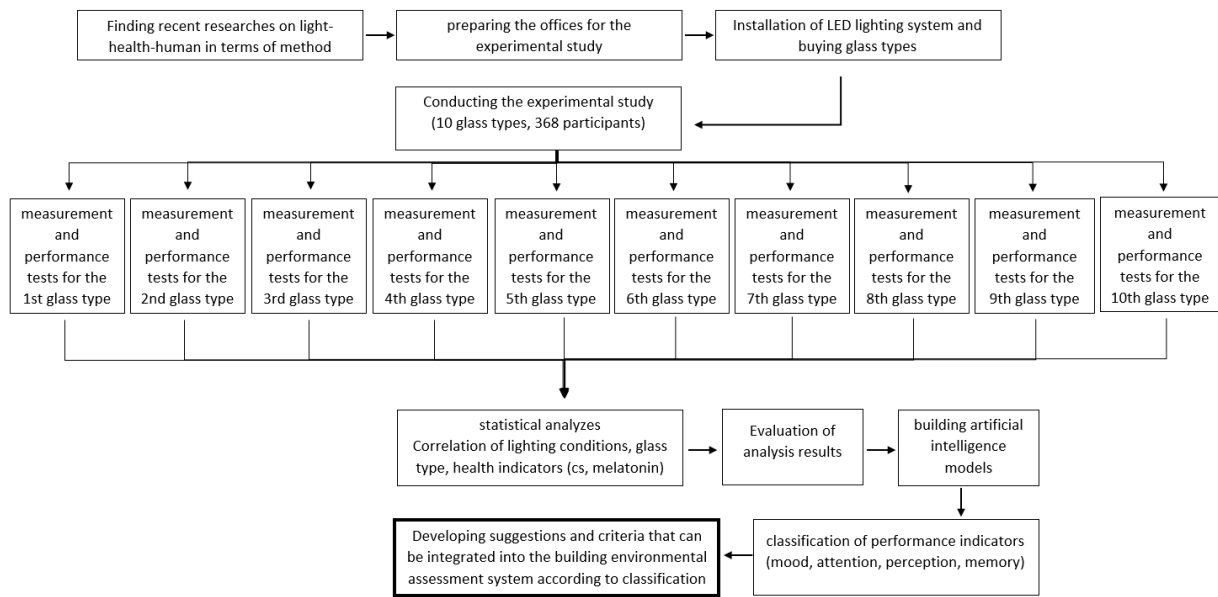 Finding recent researches on light-
health-human in terms of method
preparing the offices for the
experimental study
Installation of LED lighting system and
buying glass types
Conducting the experimental study
(10 glass types, 368 participants)
measurement
and
performance
tests for the
1st glass type
measurement
and
performance
tests for the
2nd glass type
measurement
and
performance
tests for the
3rd glass type
measurement
and
performance
tests for the
4th glass type
measurement
and
performance
tests for the
5th glass type
measurement
and
performance
tests for the
6th glass type
measurement
and
performance
tests for the
7th glass type
measurement
and
performance
tests for the
8th glass type
measurement
and
performance
tests for the
9th glass type
measurement
and
performance
tests for the
10th glass type
statistical analyzes
Correlation of lighting conditions, glass
type, health indicators (cs, melatonin)
Evaluation of
analysis results
building artificial
intelligence
models
classification of performance indicators
(mood, attention, perception, memory)
Developing suggestions and criteria that can
be integrated into the building environmental
assessment system according to classification